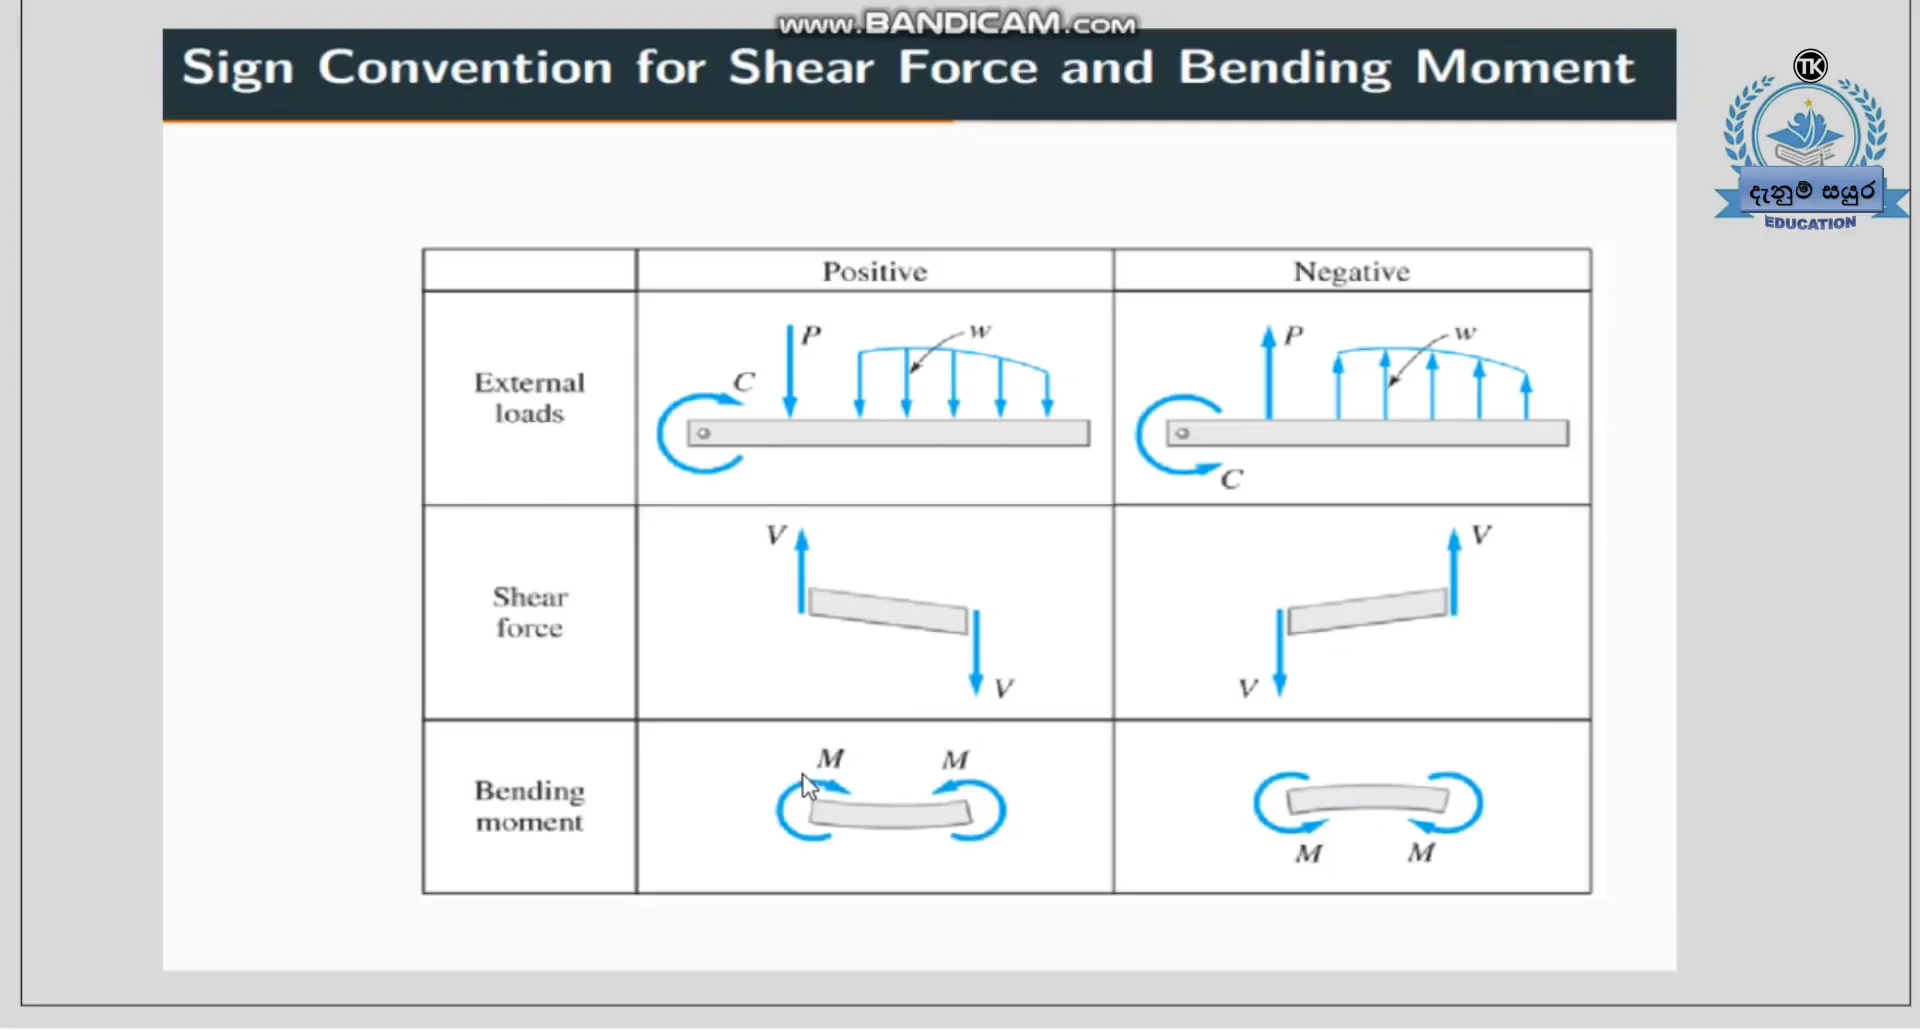 www.BANDICAM.com
Sign Convention for Shear Force and Bending Moment
TK
දැනුම් සයුර
EDUCATION
Positive
Negative
External
loads
P
w
C
P
w
C
Shear
force
V
V
V
V
Bending
moment
M
M
M
M